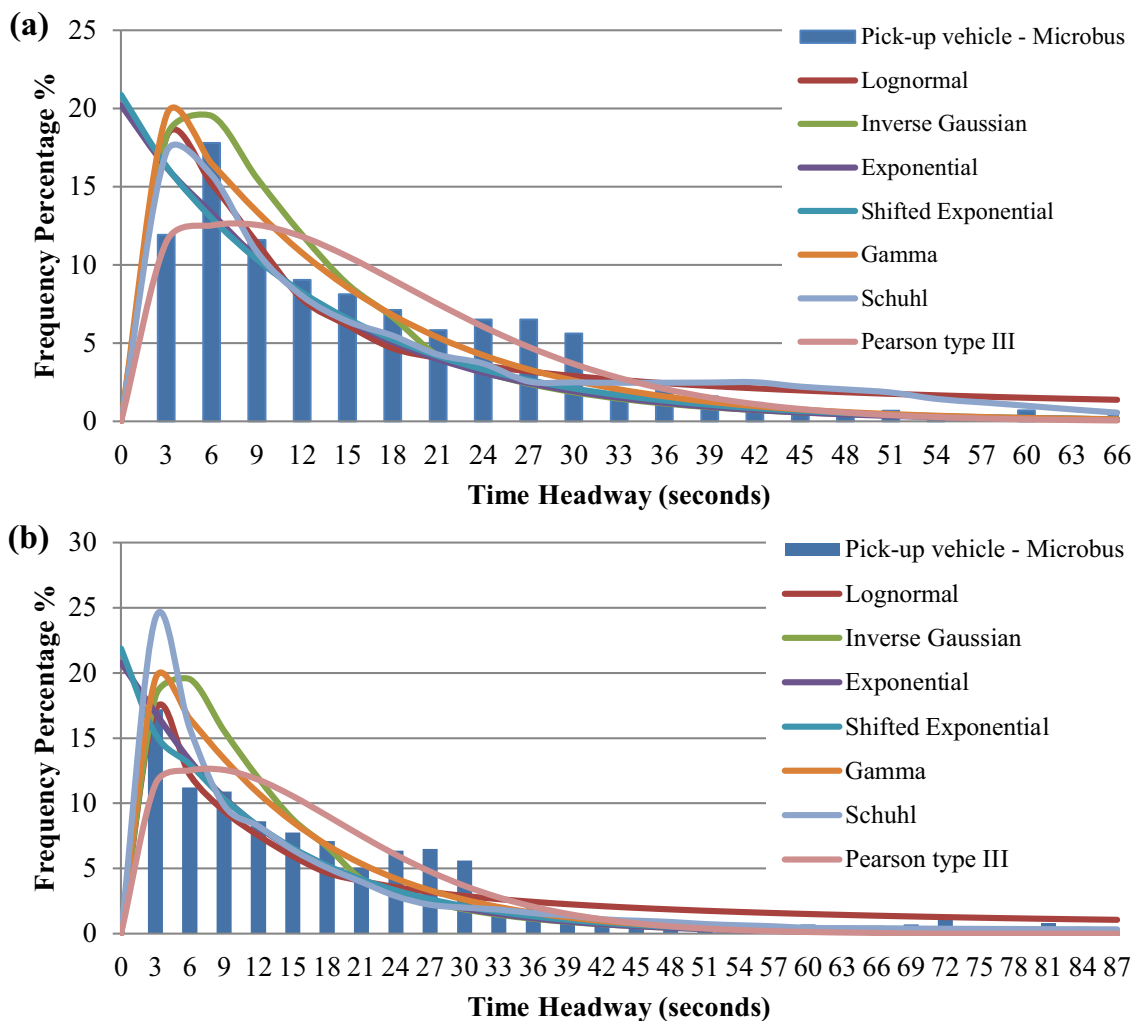 (a)
Frequency Percentage %
25
20
15
10
5
0
Pick-up vehicle - Microbus
Lognormal
Inverse Gaussian
Exponential
Shifted Exponential
Gamma
Schuhl
Pearson type III
0 3 6 9 12 15 18 21 24 27 30 33 36 39 42 45 48 51 54 57 60 63 66
Time Headway (seconds)
(b)
Frequency Percentage %
30
25
20
15
10
5
0
Pick-up vehicle - Microbus
Lognormal
Inverse Gaussian
Exponential
Shifted Exponential
Gamma
Schuhl
Pearson type III
0 3 6 9 12 15 18 21 24 27 30 33 36 39 42 45 48 51 54 57 60 63 66 69 72 75 78 81 84 87
Time Headway (seconds)